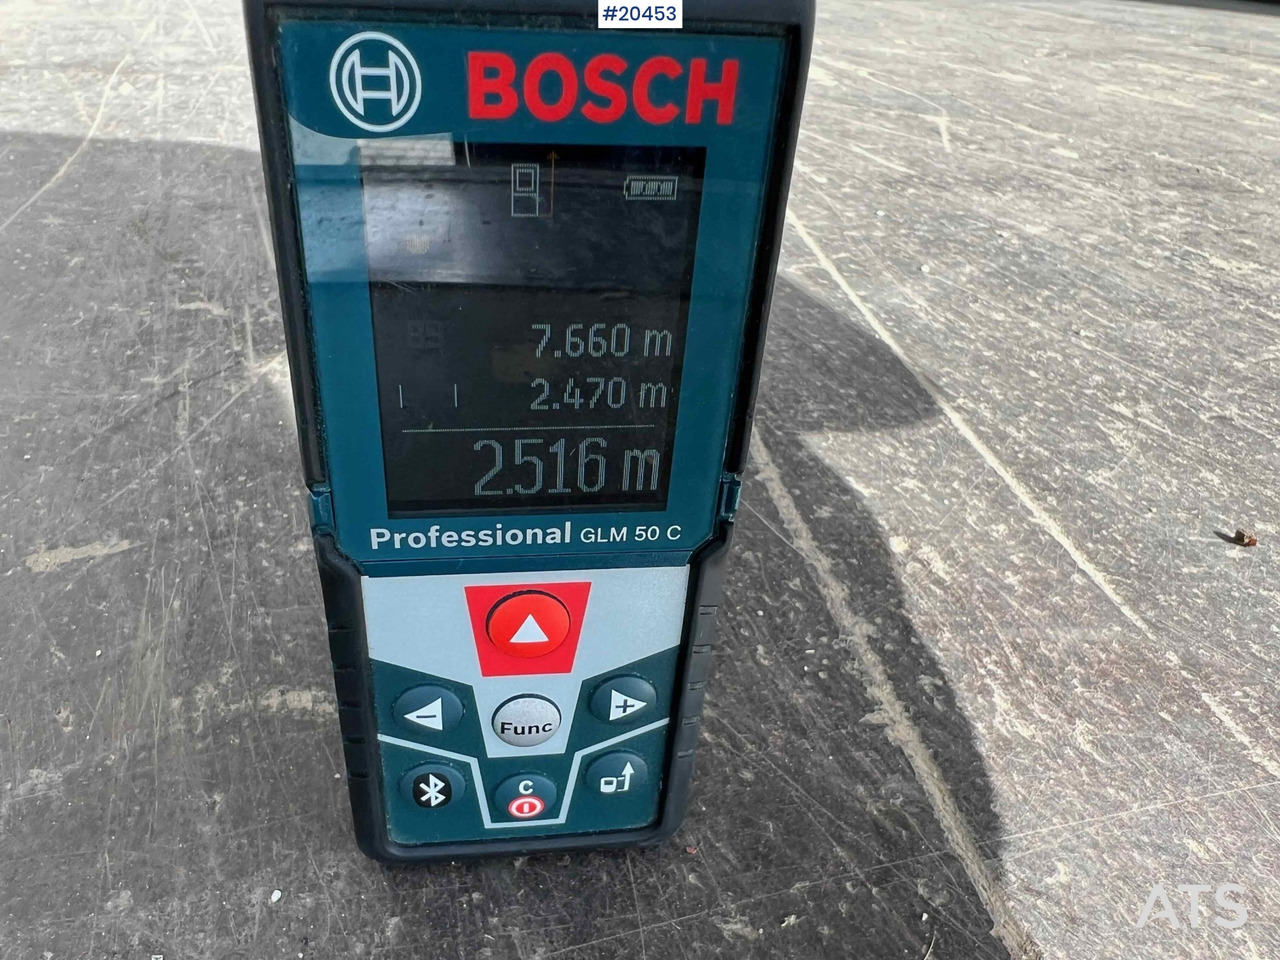 #20453
BOSCH
7.660 m
2.470 m
2.516 m
Professional GLM 50 C
Func
C
ATS